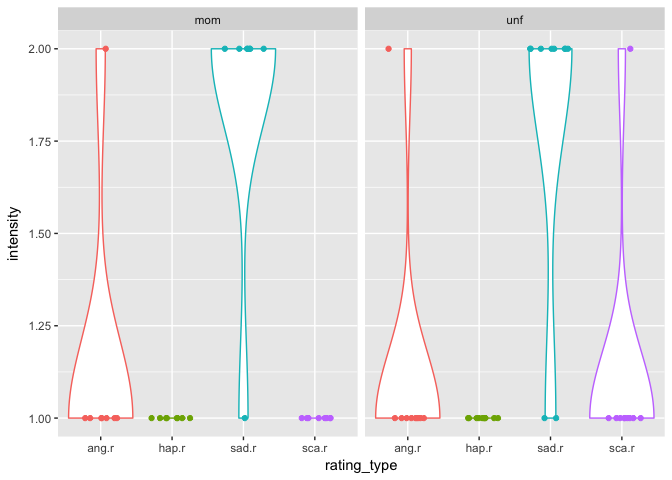 mom unf
2.00
1.75
1.50
1.25
1.00
intensity
ang.r hap.r sad.r sca.r ang.r hap.r sad.r sca.r
rating_type